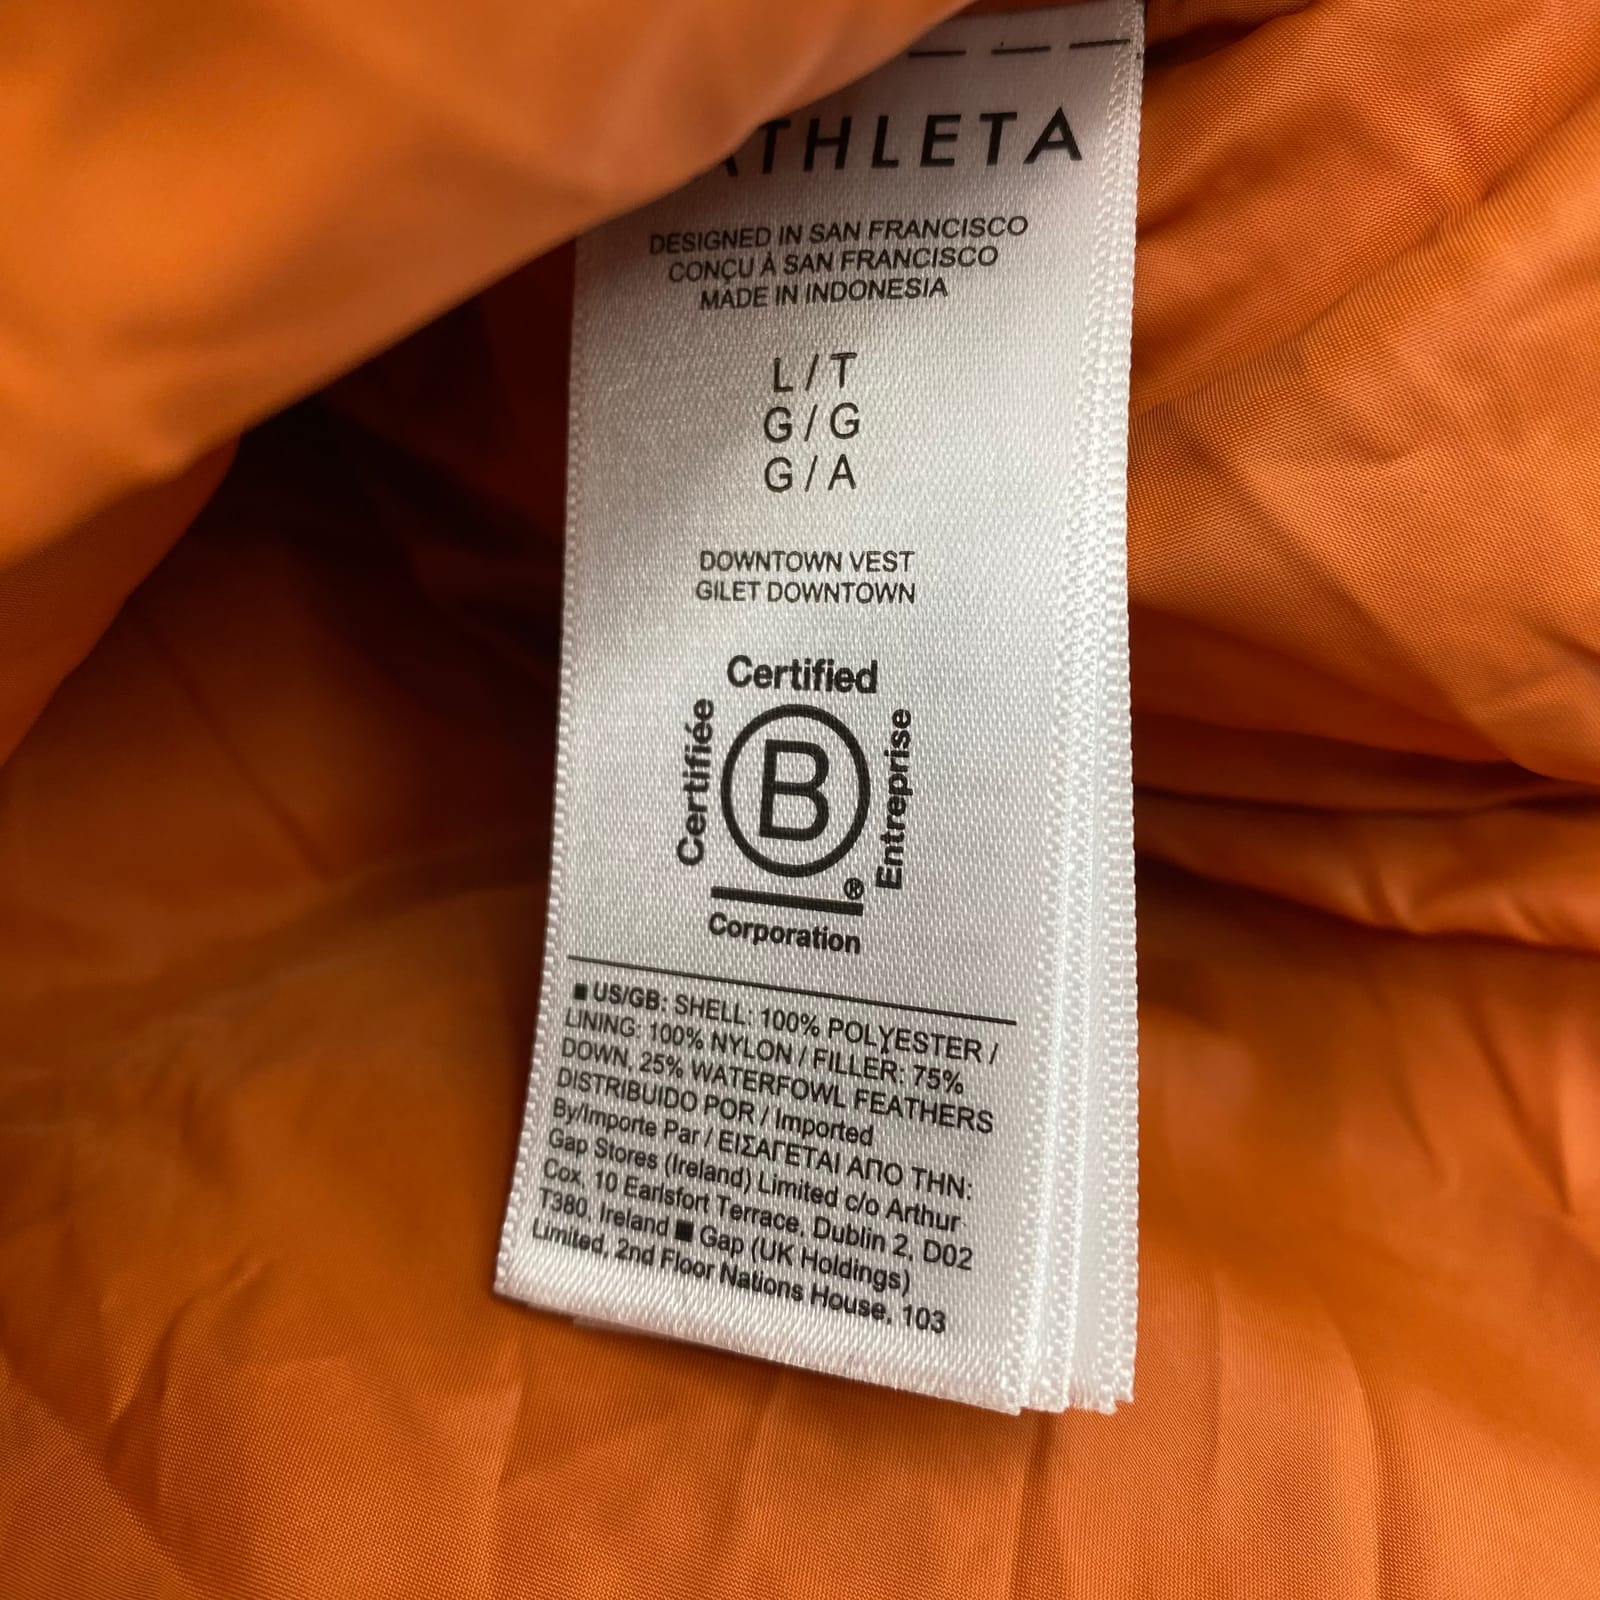 ATHLETA
DESIGNED IN SAN FRANCISCO
CONÇU À SAN FRANCISCO
MADE IN INDONESIA
L / T
G / G
G / A
DOWNTOWN VEST
GILET DOWNTOWN
Certified
Certifiée
B
Entreprise
®
Corporation
■ US/GB: SHELL: 100% POLYESTER /
LINING: 100% NYLON / FILLER: 75%
DOWN, 25% WATERFOWL FEATHERS
DISTRIBUIDO POR / Imported
By/Importe Par / ΕΙΣΑΓΕΤΑΙ ΑΠΟ ΤΗΝ:
Gap Stores (Ireland) Limited c/o Arthur
Cox, 10 Earlsfort Terrace, Dublin 2, D02
T380, Ireland ■ Gap (UK Holdings)
Limited, 2nd Floor Nations House, 103